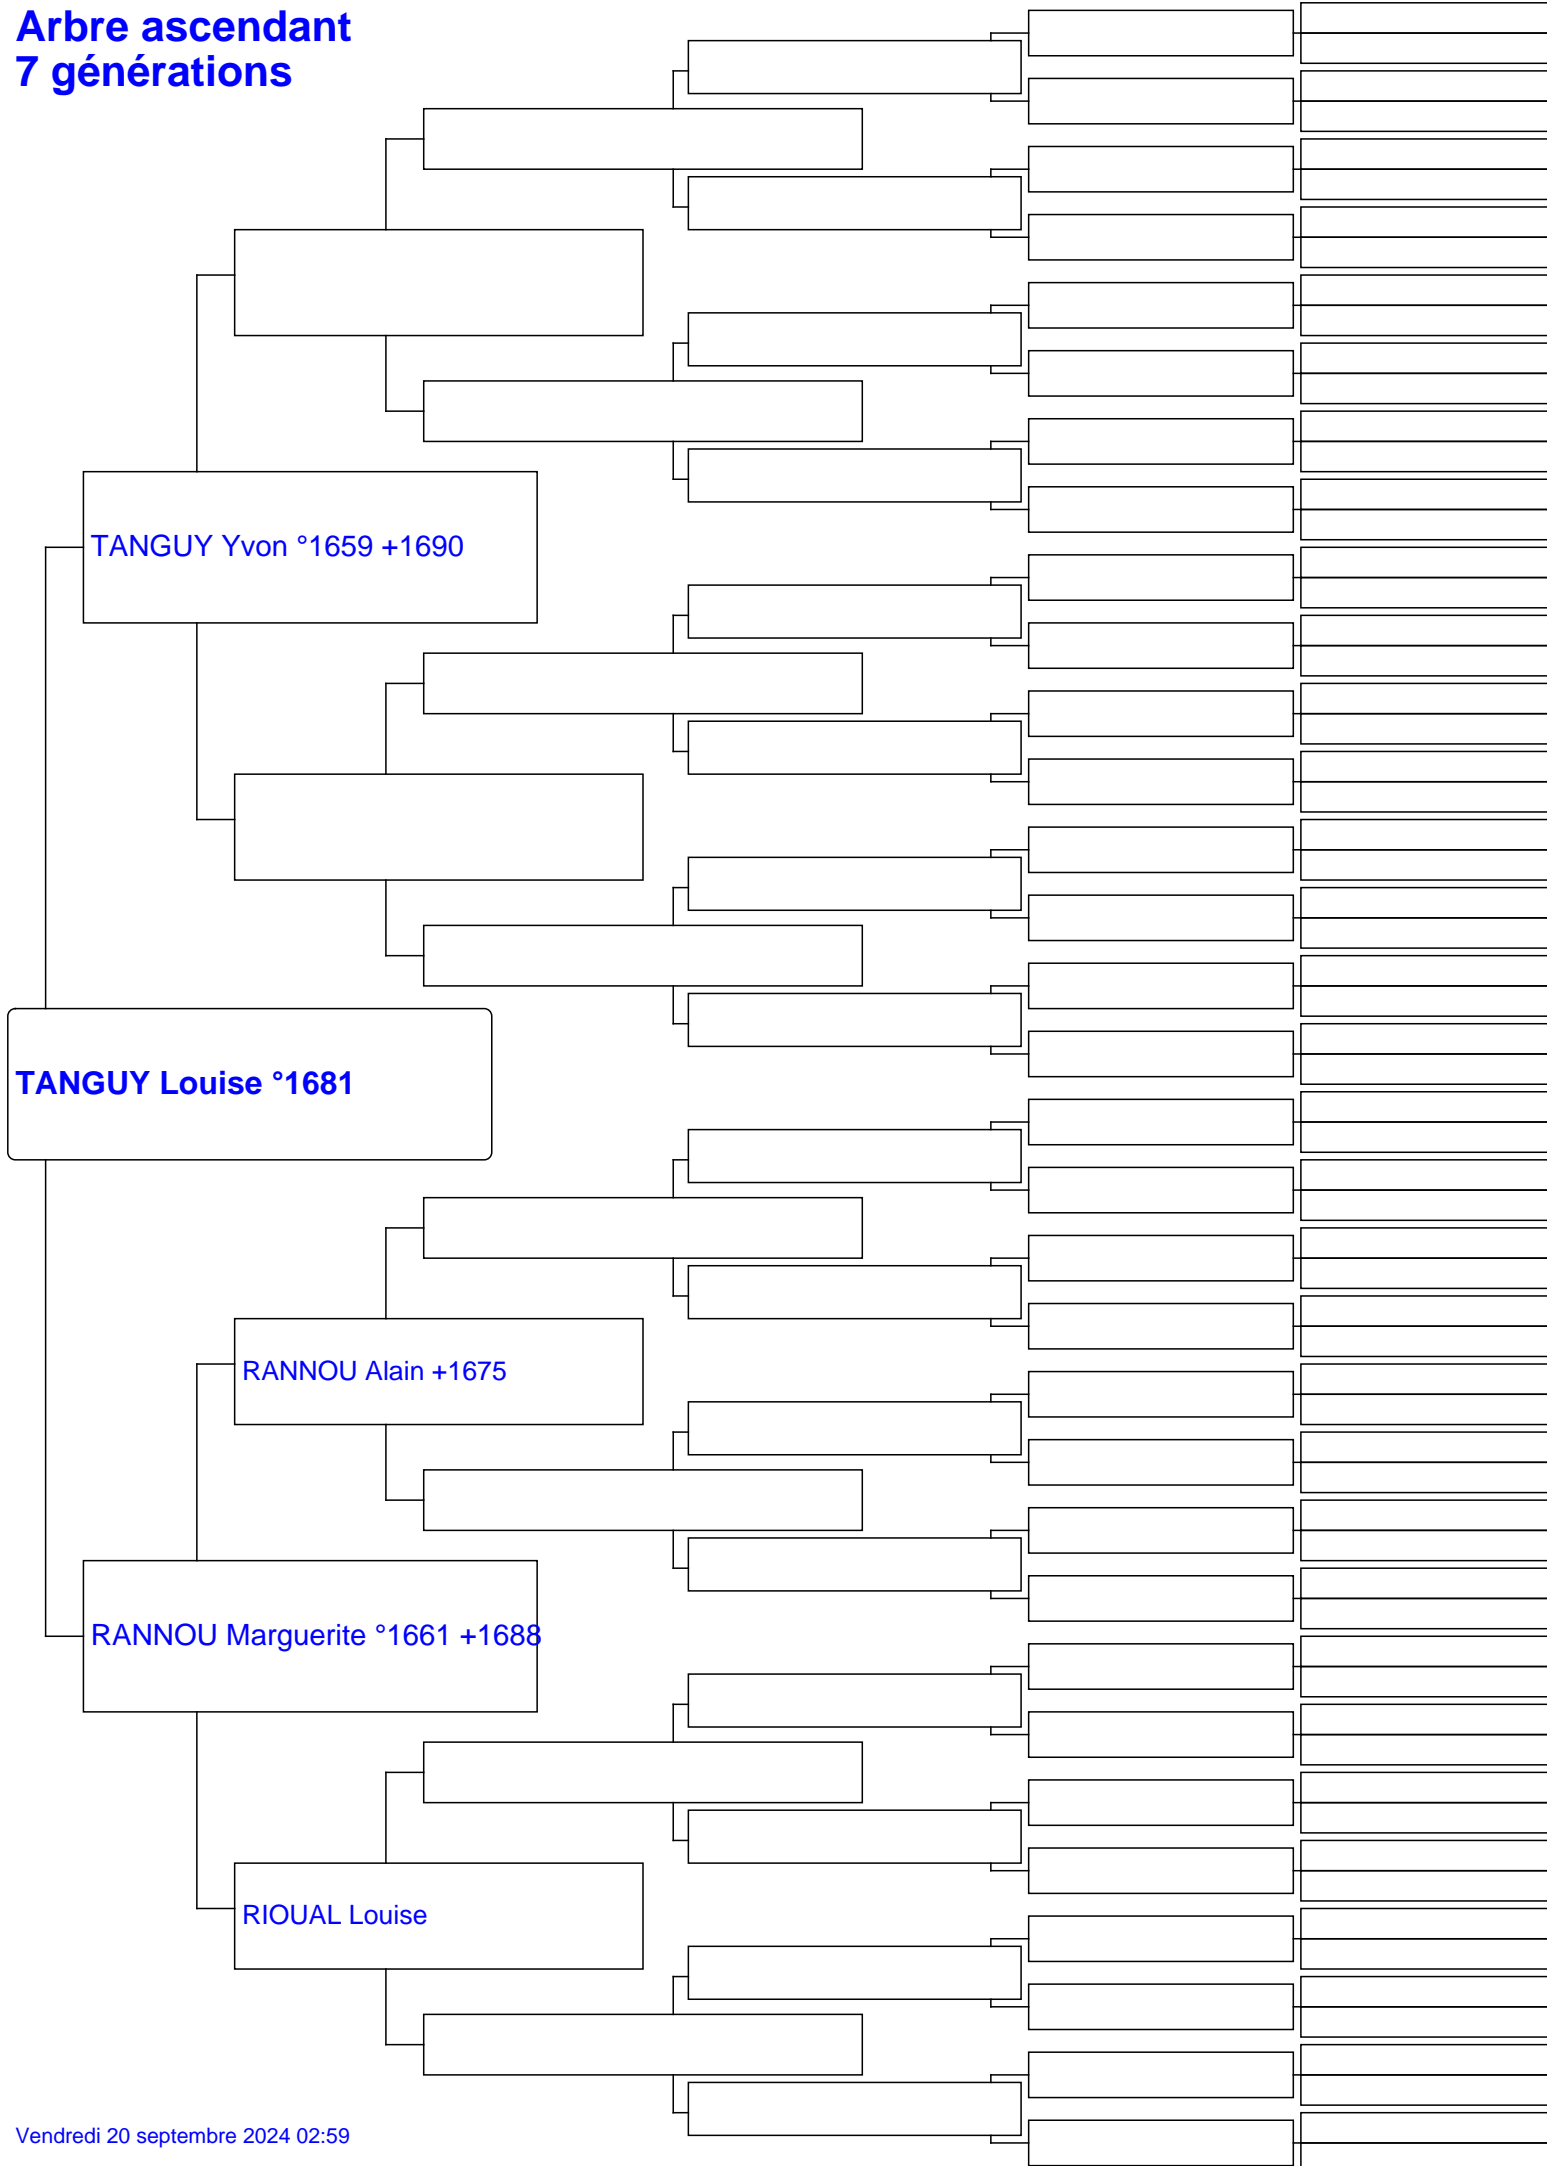 Arbre ascendant
7 générations
TANGUY Yvon °1659 +1690
TANGUY Louise °1681
RANNOU Alain +1675
RANNOU Marguerite °1661 +1688
RIOUAL Louise
Vendredi 20 septembre 2024 02:59